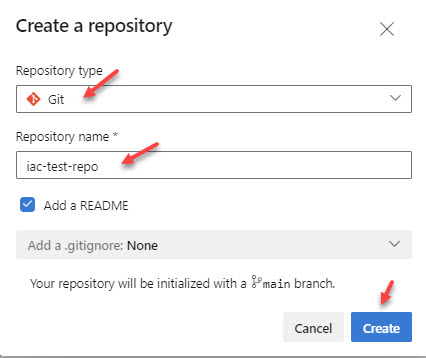 Create a repository
Repository type
Git
Repository name *
iac-test-repo
Add a README
Add a .gitignore: None
Your repository will be initialized with a main branch.
Cancel
Create